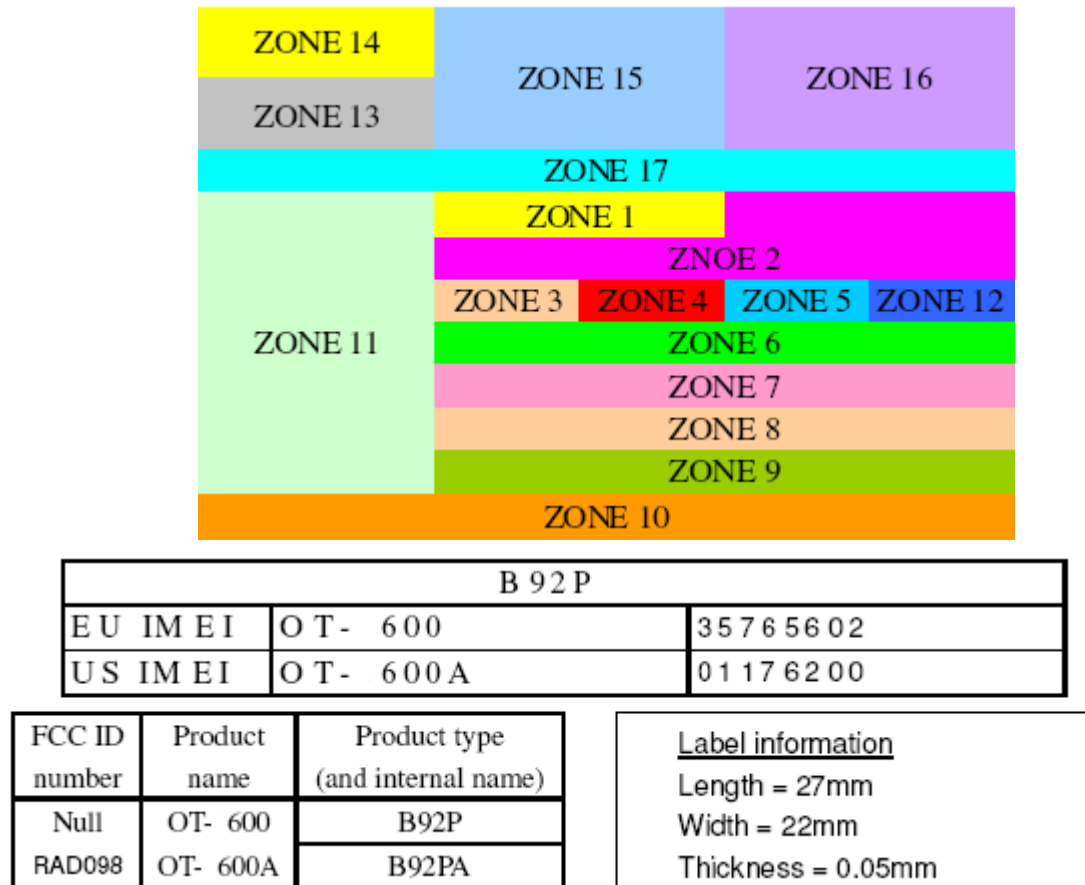 ZONE 14
ZONE 15
ZONE 16
ZONE 13
ZONE 17
ZONE 1
ZNOE 2
ZONE 3 ZONE 4 ZONE 5 ZONE 12
ZONE 11
ZONE 6
ZONE 7
ZONE 8
ZONE 9
ZONE 10
B92P
EU IMEI OT- 600 35765602
US IMEI OT- 600A 01176200
FCC ID number Product name Product type (and internal name)
Null OT- 600 B92P
RAD098 OT- 600A B92PA
Label information
Length = 27mm
Width = 22mm
Thickness = 0.05mm